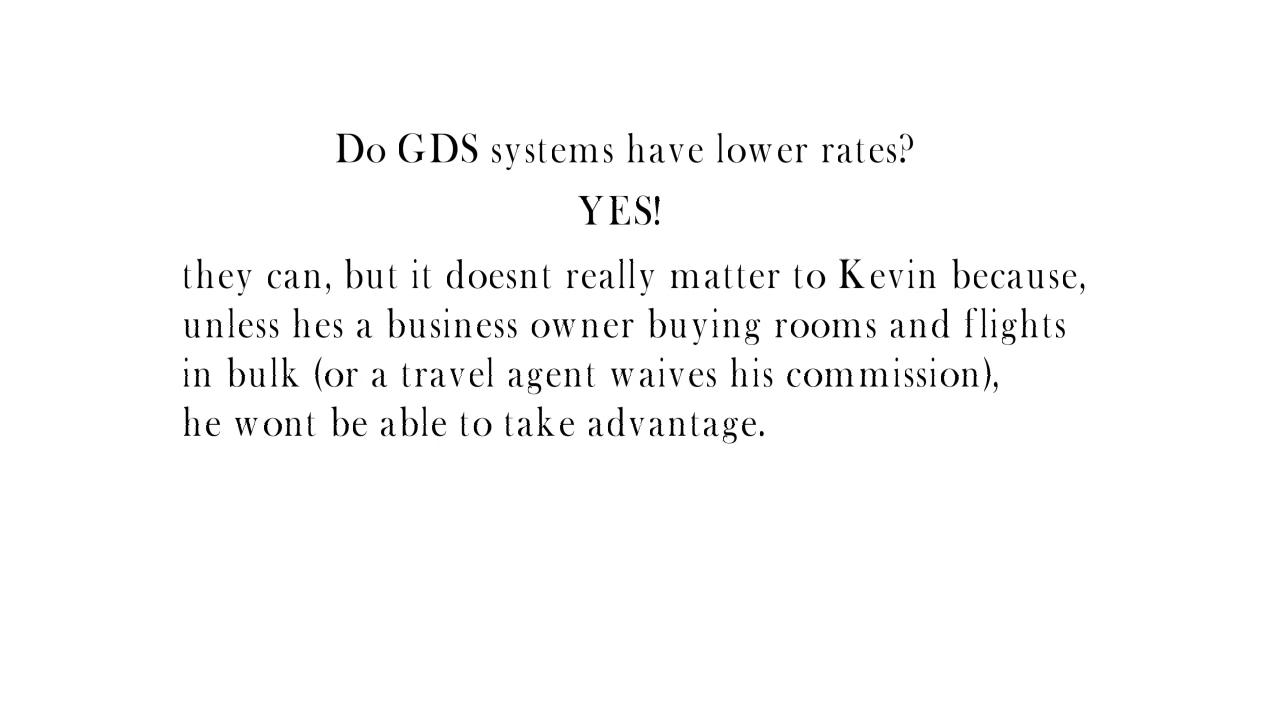 Do GDS systems have lower rates?
YES!
they can, but it doesnt really matter to Kevin because,
unless hes a business owner buying rooms and flights
in bulk (or a travel agent waives his commission),
he wont be able to take advantage.